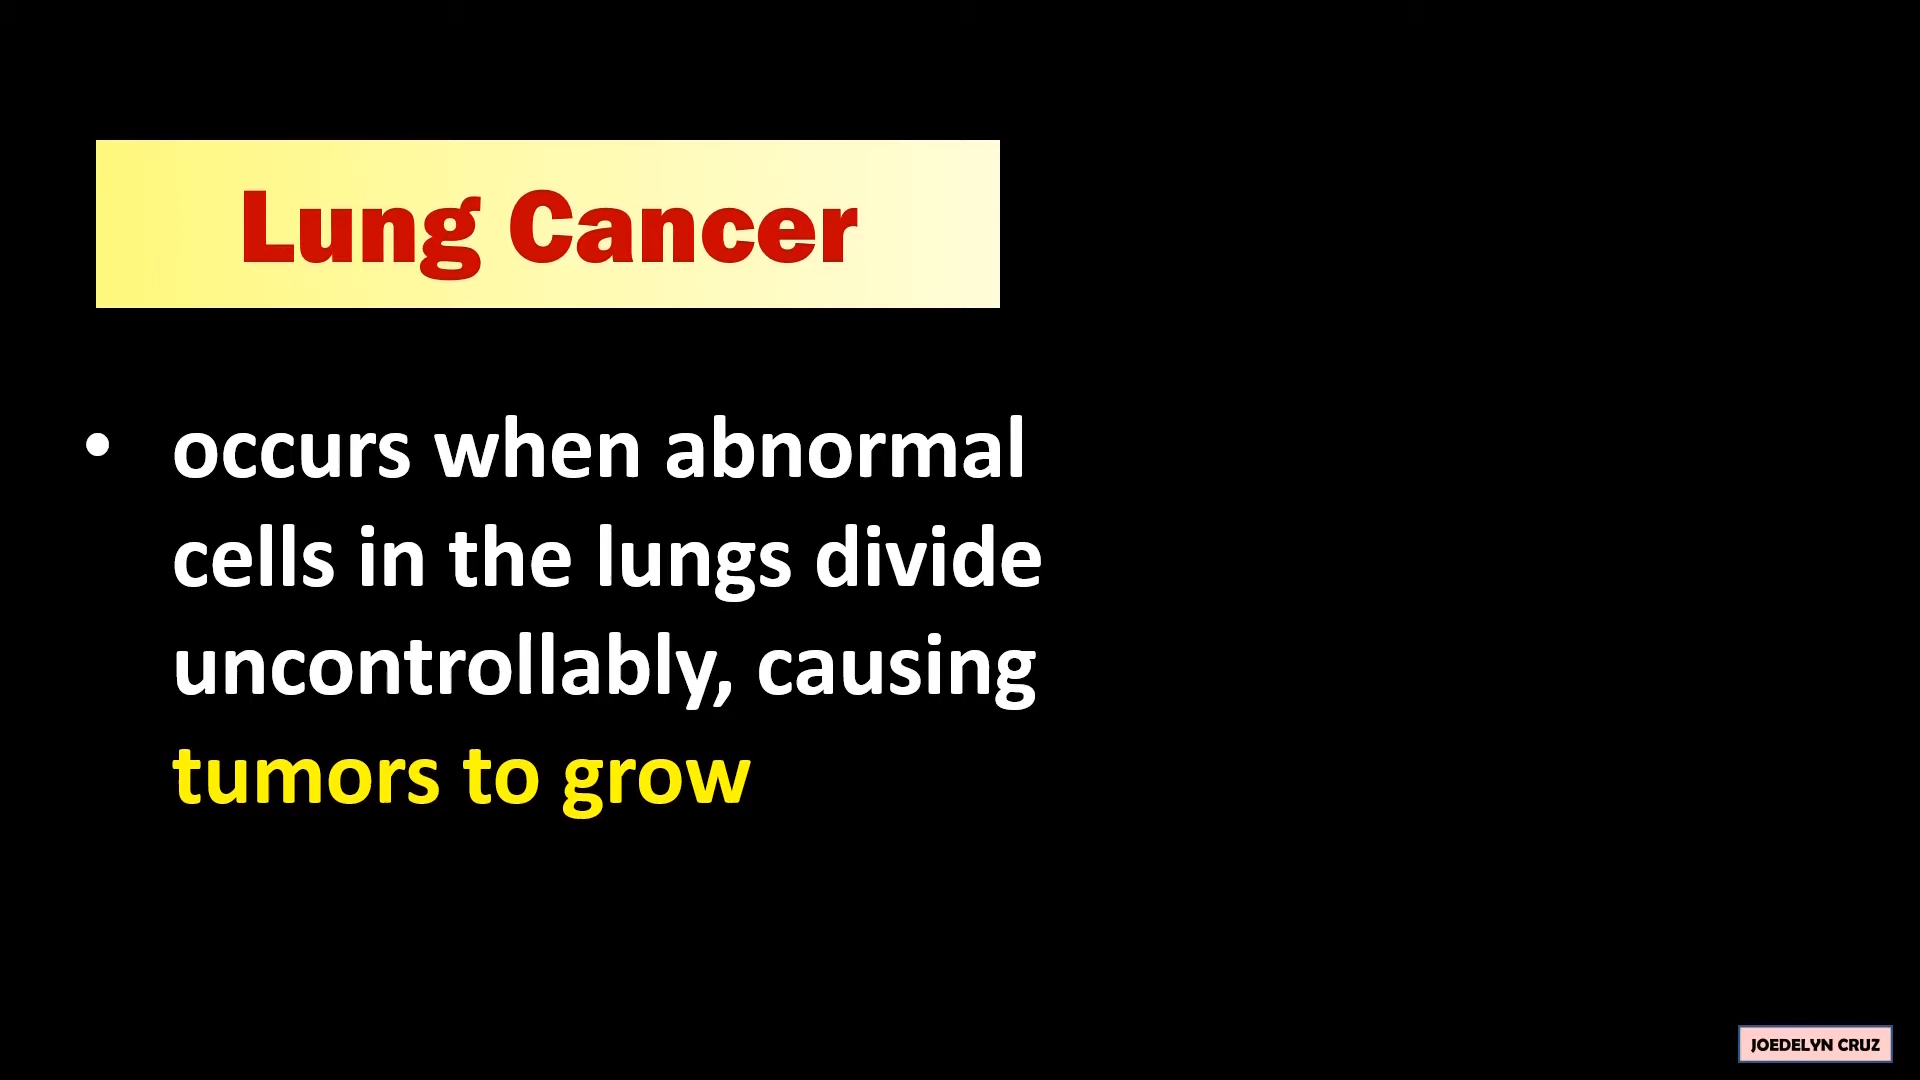 Lung Cancer
• occurs when abnormal
cells in the lungs divide
uncontrollably, causing
tumors to grow
JOEDELYN CRUZ